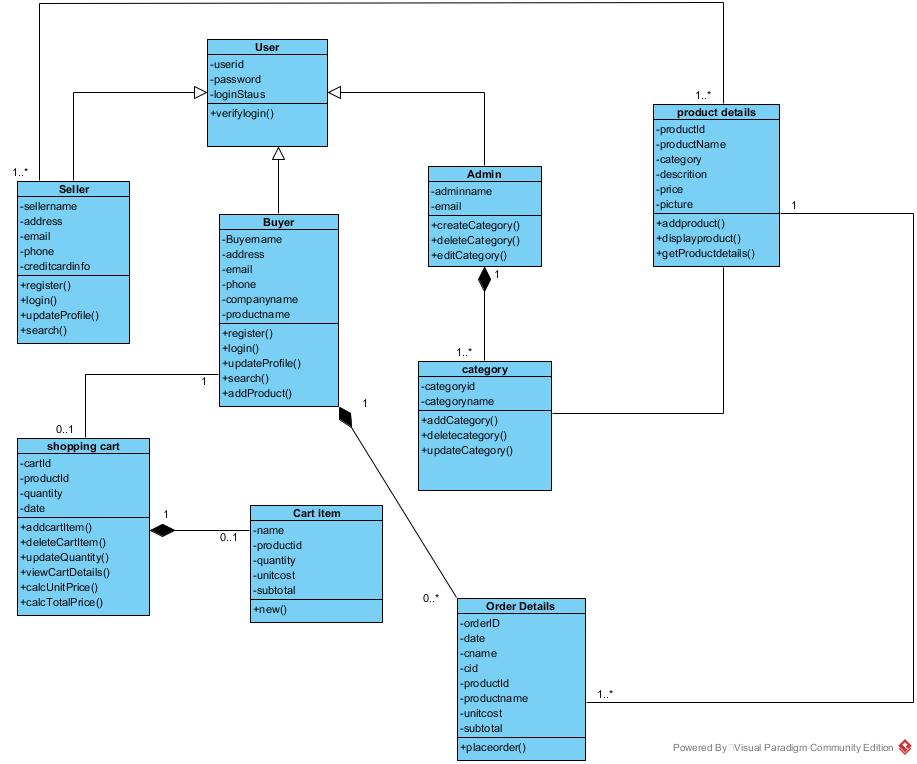 User
-userid
-password
-loginStaus
+verifylogin()
1..*
product details
-productId
-productName
-category
-descrition
-price
-picture
+addproduct()
+displayproduct()
+getProductdetails()
1
1..*
Seller
-sellername
-address
-email
-phone
-creditcardinfo
+register()
+login()
+updateProfile()
+search()
Admin
-adminname
-email
+createCategory()
+deleteCategory()
+editCategory()
1
1..*
Buyer
-Buyername
-address
-email
-phone
-companyname
-productname
+register()
+login()
+updateProfile()
+search()
+addProduct()
1
0..1
1
category
-categoryid
-categoryname
+addCategory()
+deletecategory()
+updateCategory()
shopping cart
-cartId
-productId
-quantity
-date
+addcartItem()
+deleteCartItem()
+updateQuantity()
+viewCartDetails()
+calcUnitPrice()
+calcTotalPrice()
1
0..1
Cart item
-name
-productid
-quantity
-unitcost
-subtotal
+new()
0..*
Order Details
-orderID
-date
-cname
-cid
-productId
-productname
-unitcost
-subtotal
+placeorder()
1..*
Powered By Visual Paradigm Community Edition